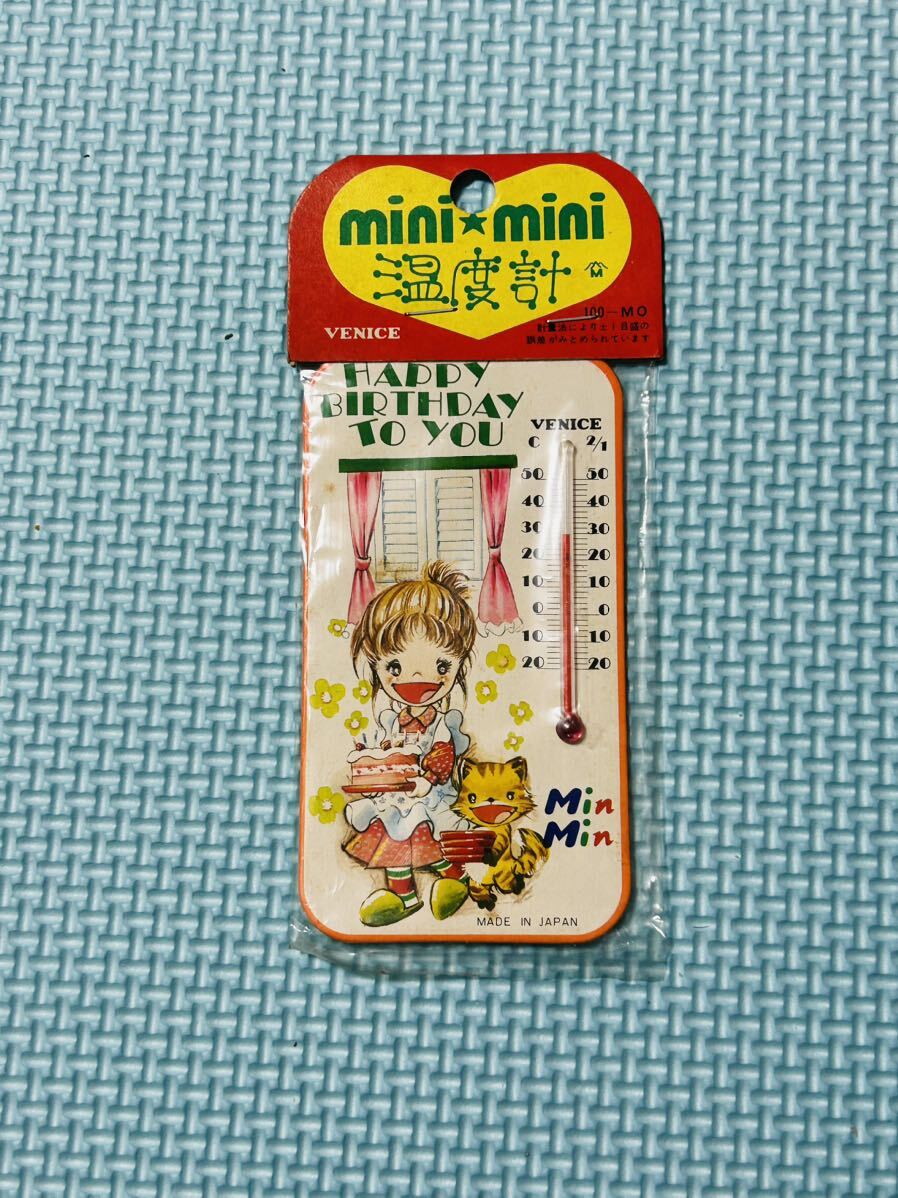 mini★mini
温度計
M
100-MO
VENICE
計量法により±1目盛の
誤差がみとめられています
HAPPY
BIRTHDAY
TO YOU
VENICE
C 2/1
50 50
40 40
30 30
20 20
10 10
0 0
10 10
20 20
Min
Min
MADE IN JAPAN